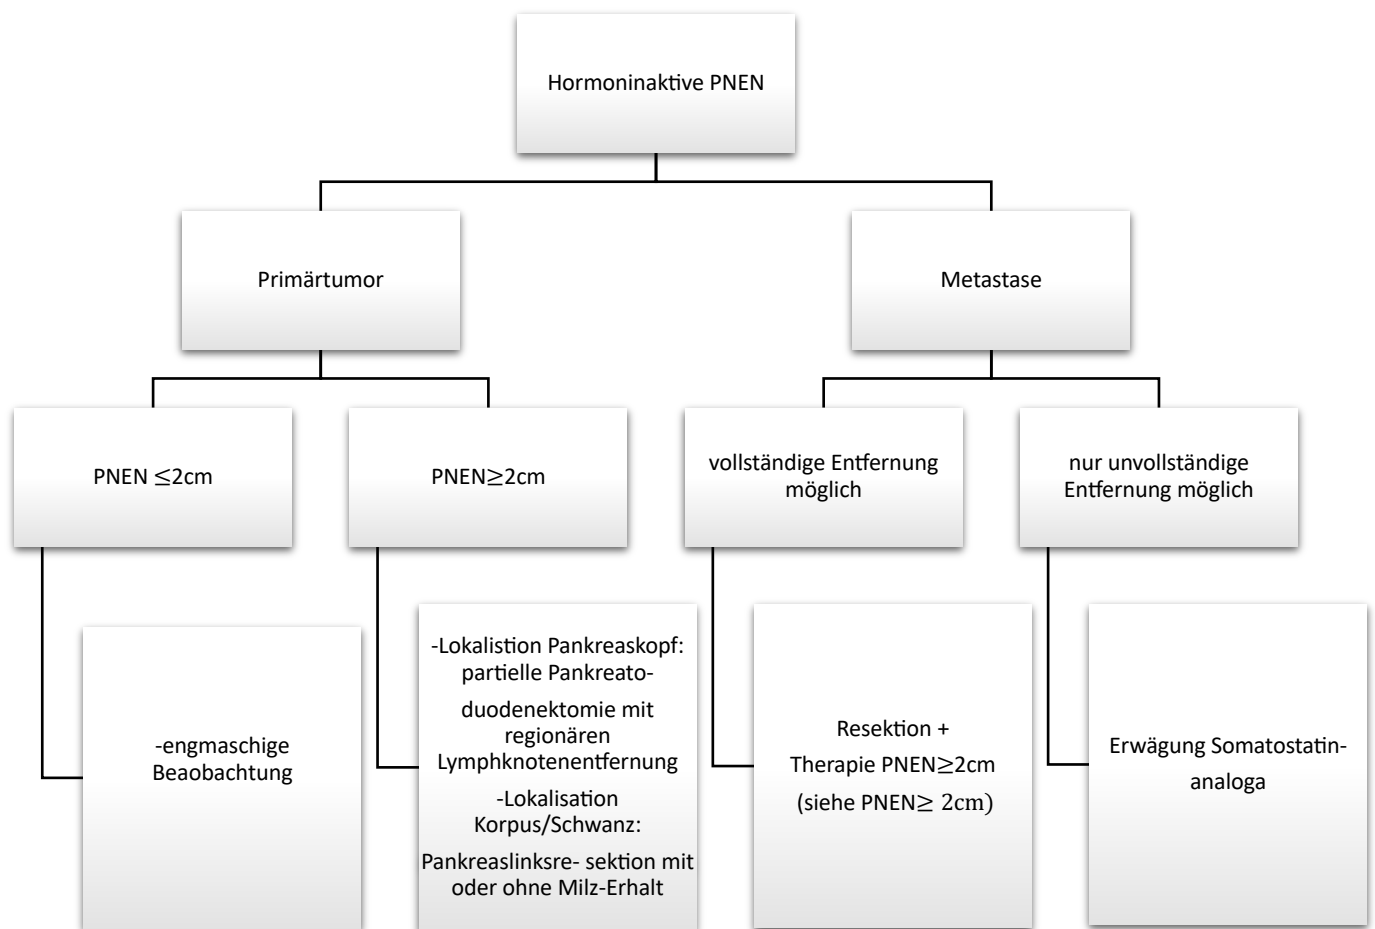 Hormoninaktive PNEN
Primärtumor
Metastase
PNEN ≤2cm
PNEN≥2cm
vollständige Entfernung
möglich
nur unvollständige
Entfernung möglich
-engmaschige
Beaobachtung
-Lokalistion Pankreaskopf:
partielle Pankreato-
duodenektomie mit
regionären
Lymphknotenentfernung
-Lokalisation
Korpus/Schwanz:
Pankreaslinksre- sektion mit
oder ohne Milz-Erhalt
Resektion +
Therapie PNEN≥2cm
(siehe PNEN≥ 2cm)
Erwägung Somatostatin-
analoga